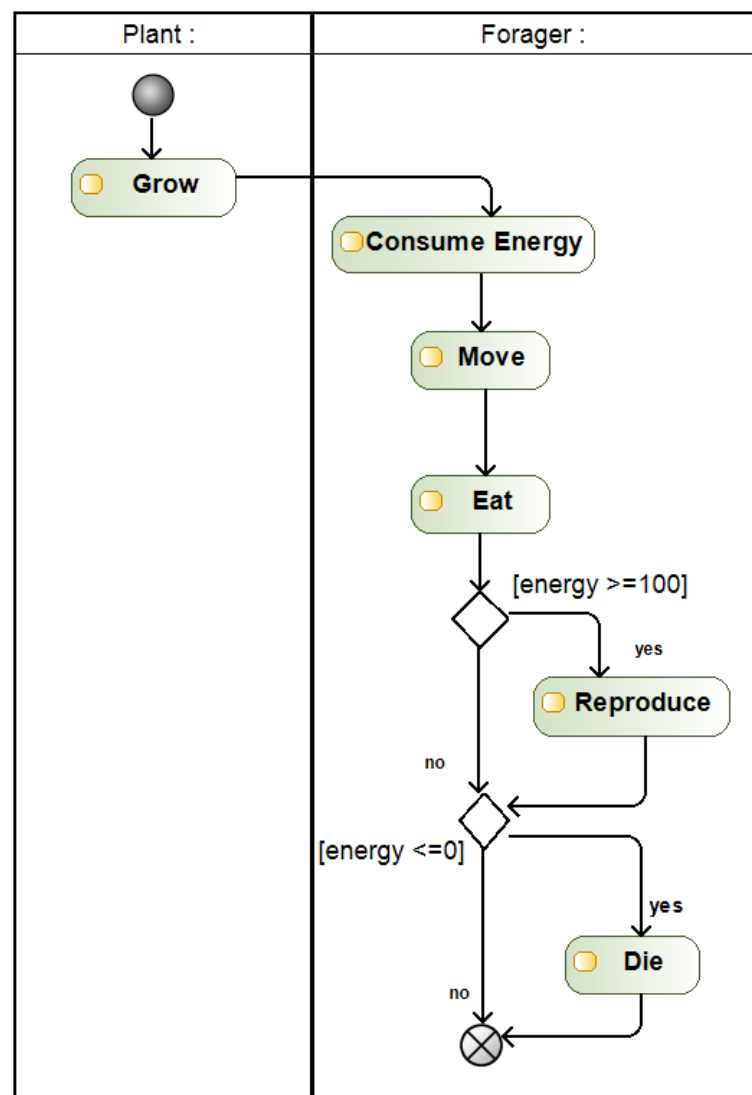 Plant :
Forager :
Grow
Consume Energy
Move
Eat
[energy >=100]
yes
Reproduce
no
[energy <=0]
yes
Die
no